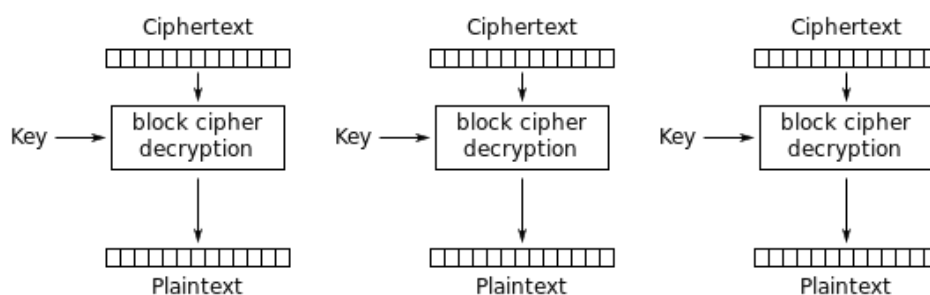 Ciphertext Ciphertext Ciphertext
Key block cipher decryption Key block cipher decryption Key block cipher decryption
Plaintext Plaintext Plaintext